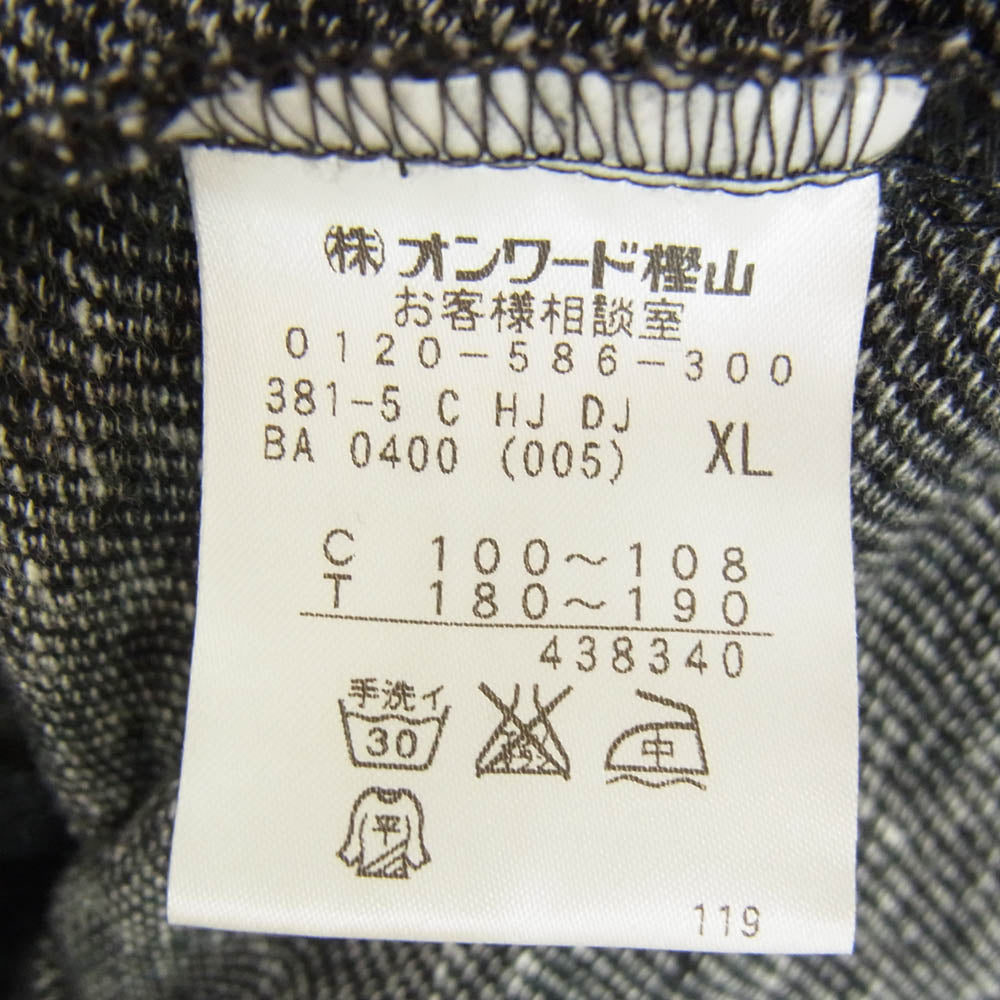 (株)オンワード樫山
お客様相談室
0120-586-300
381-5 C HJ DJ
BA 0400 (005) XL
C 100~108
T 180~190
438340
手洗イ
30
中
平
119